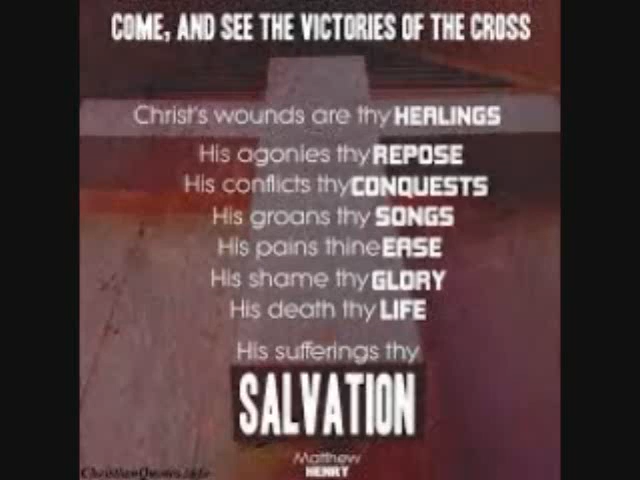 COME, AND SEE THE VICTORIES OF THE CROSS
Christ's wounds are thy HEALINGS
His agonies thy REPOSE
His conflicts thy CONQUESTS
His groans thy SONGS
His pains thine EASE
His shame thy GLORY
His death thy LIFE
His sufferings thy
SALVATION
Matthew
HENRY
ChristianQuotes.info